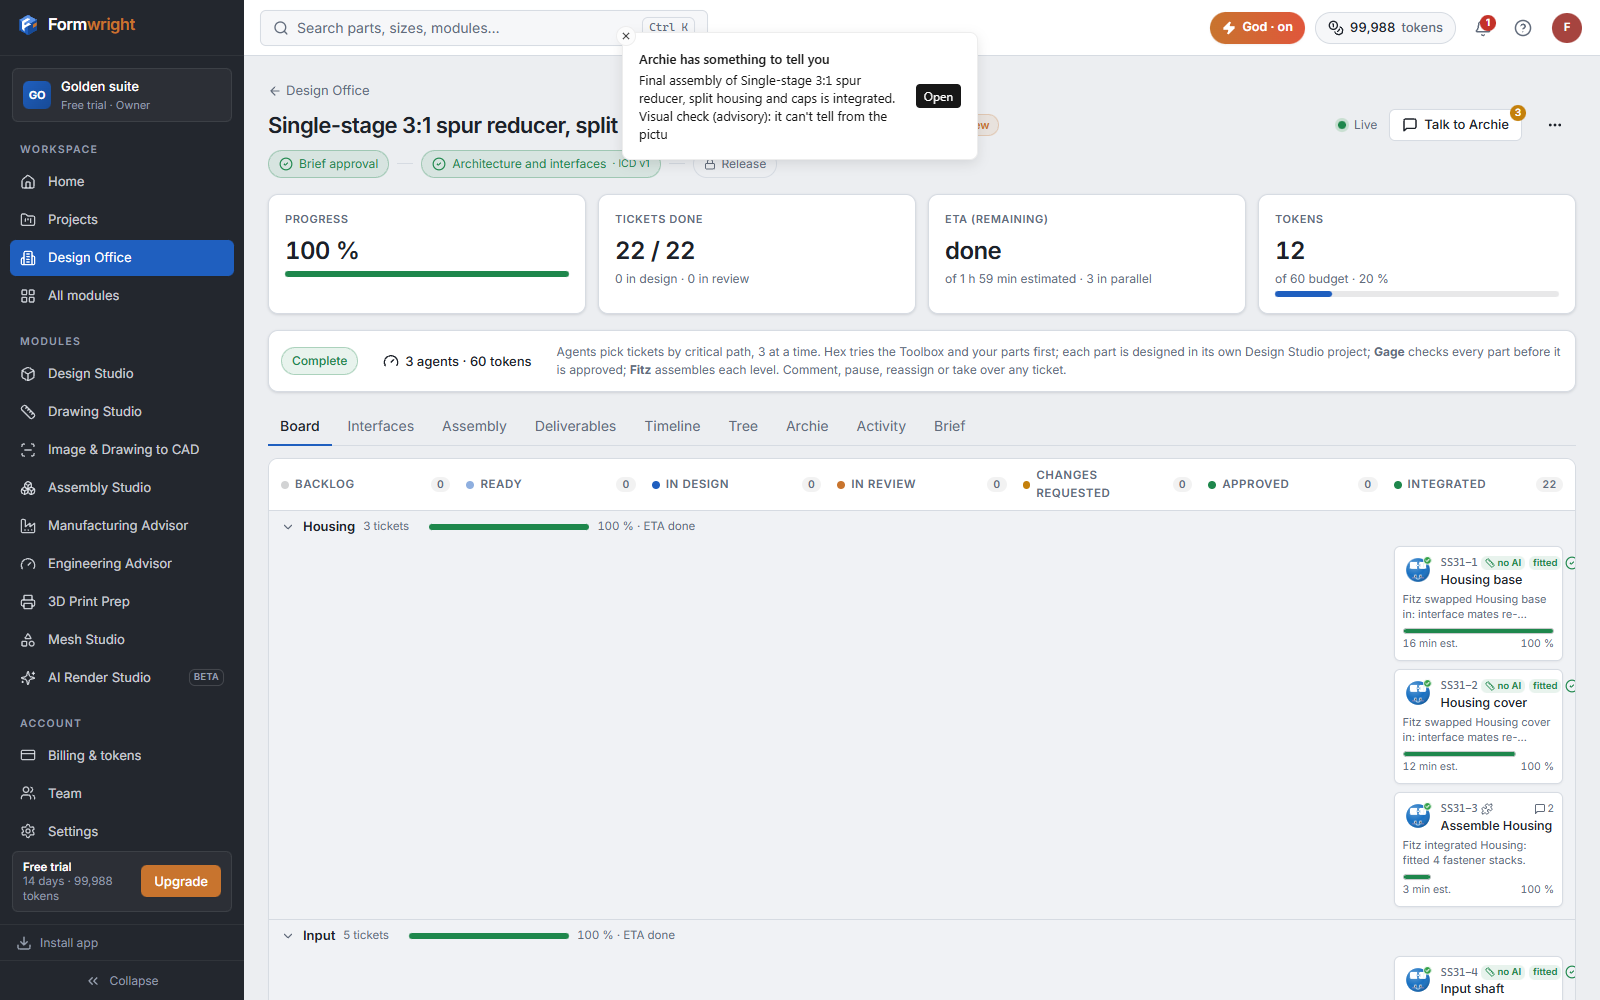 Formwright
Search parts, sizes, modules...
Ctrl K
God · on
99,988 tokens
1
F
GO
Golden suite
Free trial · Owner
WORKSPACE
Home
Projects
Design Office
All modules
MODULES
Design Studio
Drawing Studio
Image & Drawing to CAD
Assembly Studio
Manufacturing Advisor
Engineering Advisor
3D Print Prep
Mesh Studio
AI Render Studio
BETA
ACCOUNT
Billing & tokens
Team
Settings
Free trial
14 days · 99,988
tokens
Upgrade
Install app
Collapse
Archie has something to tell you
Final assembly of Single-stage 3:1 spur
reducer, split housing and caps is integrated.
Visual check (advisory): it can't tell from the
pictu
Open
Design Office
Single-stage 3:1 spur reducer, split
Live
Talk to Archie
3
Brief approval
Architecture and interfaces · ICD v1
Release
PROGRESS
100 %
TICKETS DONE
22 / 22
0 in design · 0 in review
ETA (REMAINING)
done
of 1 h 59 min estimated · 3 in parallel
TOKENS
12
of 60 budget · 20 %
Complete
3 agents · 60 tokens
Agents pick tickets by critical path, 3 at a time. Hex tries the Toolbox and your parts first; each part is designed in its own Design Studio project; Gage checks every part before it
is approved; Fitz assembles each level. Comment, pause, reassign or take over any ticket.
Board
Interfaces
Assembly
Deliverables
Timeline
Tree
Archie
Activity
Brief
BACKLOG 0
READY 0
IN DESIGN 0
IN REVIEW 0
CHANGES
REQUESTED 0
APPROVED 0
INTEGRATED 22
Housing 3 tickets 100 % · ETA done
SS31-1 no AI fitted
Housing base
Fitz swapped Housing base
in: interface mates re-...
16 min est. 100 %
SS31-2 no AI fitted
Housing cover
Fitz swapped Housing cover
in: interface mates re-...
12 min est. 100 %
SS31-3 2
Assemble Housing
Fitz integrated Housing:
fitted 4 fastener stacks.
3 min est. 100 %
Input 5 tickets 100 % · ETA done
SS31-4 no AI fitted
Input shaft